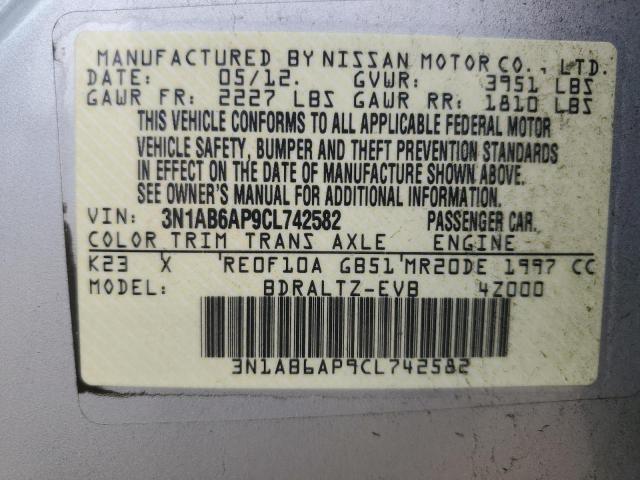 MANUFACTURED BY NISSAN MOTOR CO., LTD.
DATE: 05/12. GVWR: 3951 LBS
GAWR FR: 2227 LBS GAWR RR: 1810 LBS
THIS VEHICLE CONFORMS TO ALL APPLICABLE FEDERAL MOTOR
VEHICLE SAFETY, BUMPER AND THEFT PREVENTION STANDARDS
IN EFFECT ON THE DATE OF MANUFACTURE SHOWN ABOVE.
SEE OWNER'S MANUAL FOR ADDITIONAL INFORMATION.
VIN: 3N1AB6AP9CL742582 PASSENGER CAR.
COLOR TRIM TRANS AXLE ENGINE
K23 X RE0F10A GB51 MR20DE 1997 CC
MODEL: BDRALTZ-EVB 4Z000
3N1AB6AP9CL742582